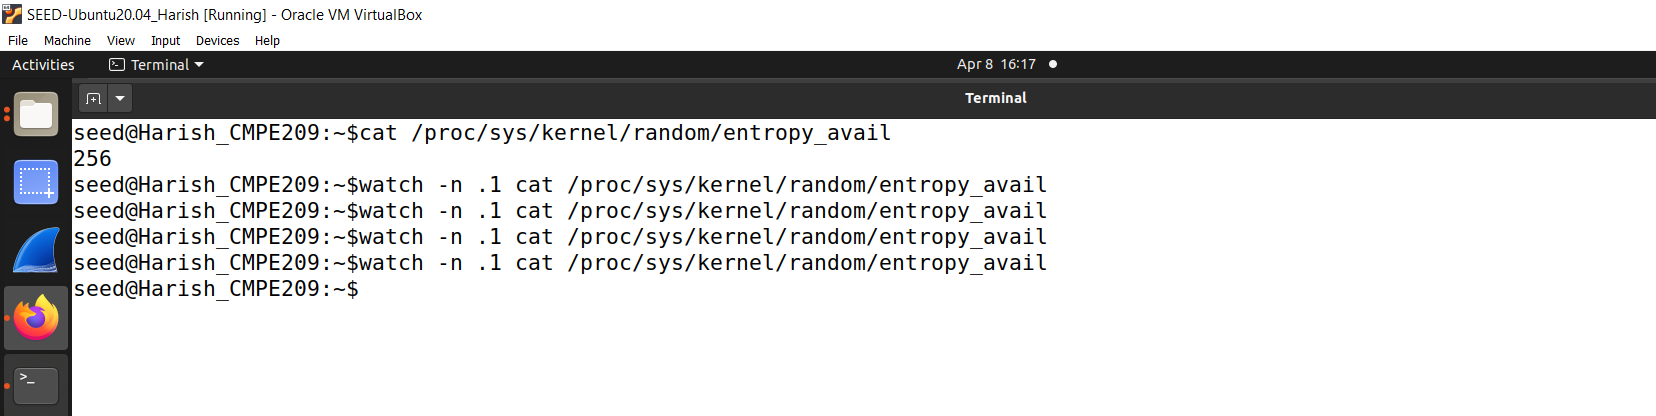 SEED-Ubuntu20.04_Harish [Running] - Oracle VM VirtualBox
File Machine View Input Devices Help
Activities Terminal Apr 8 16:17
Terminal
seed@Harish_CMPE209:~$cat /proc/sys/kernel/random/entropy_avail
256
seed@Harish_CMPE209:~$watch -n .1 cat /proc/sys/kernel/random/entropy_avail
seed@Harish_CMPE209:~$watch -n .1 cat /proc/sys/kernel/random/entropy_avail
seed@Harish_CMPE209:~$watch -n .1 cat /proc/sys/kernel/random/entropy_avail
seed@Harish_CMPE209:~$watch -n .1 cat /proc/sys/kernel/random/entropy_avail
seed@Harish_CMPE209:~$